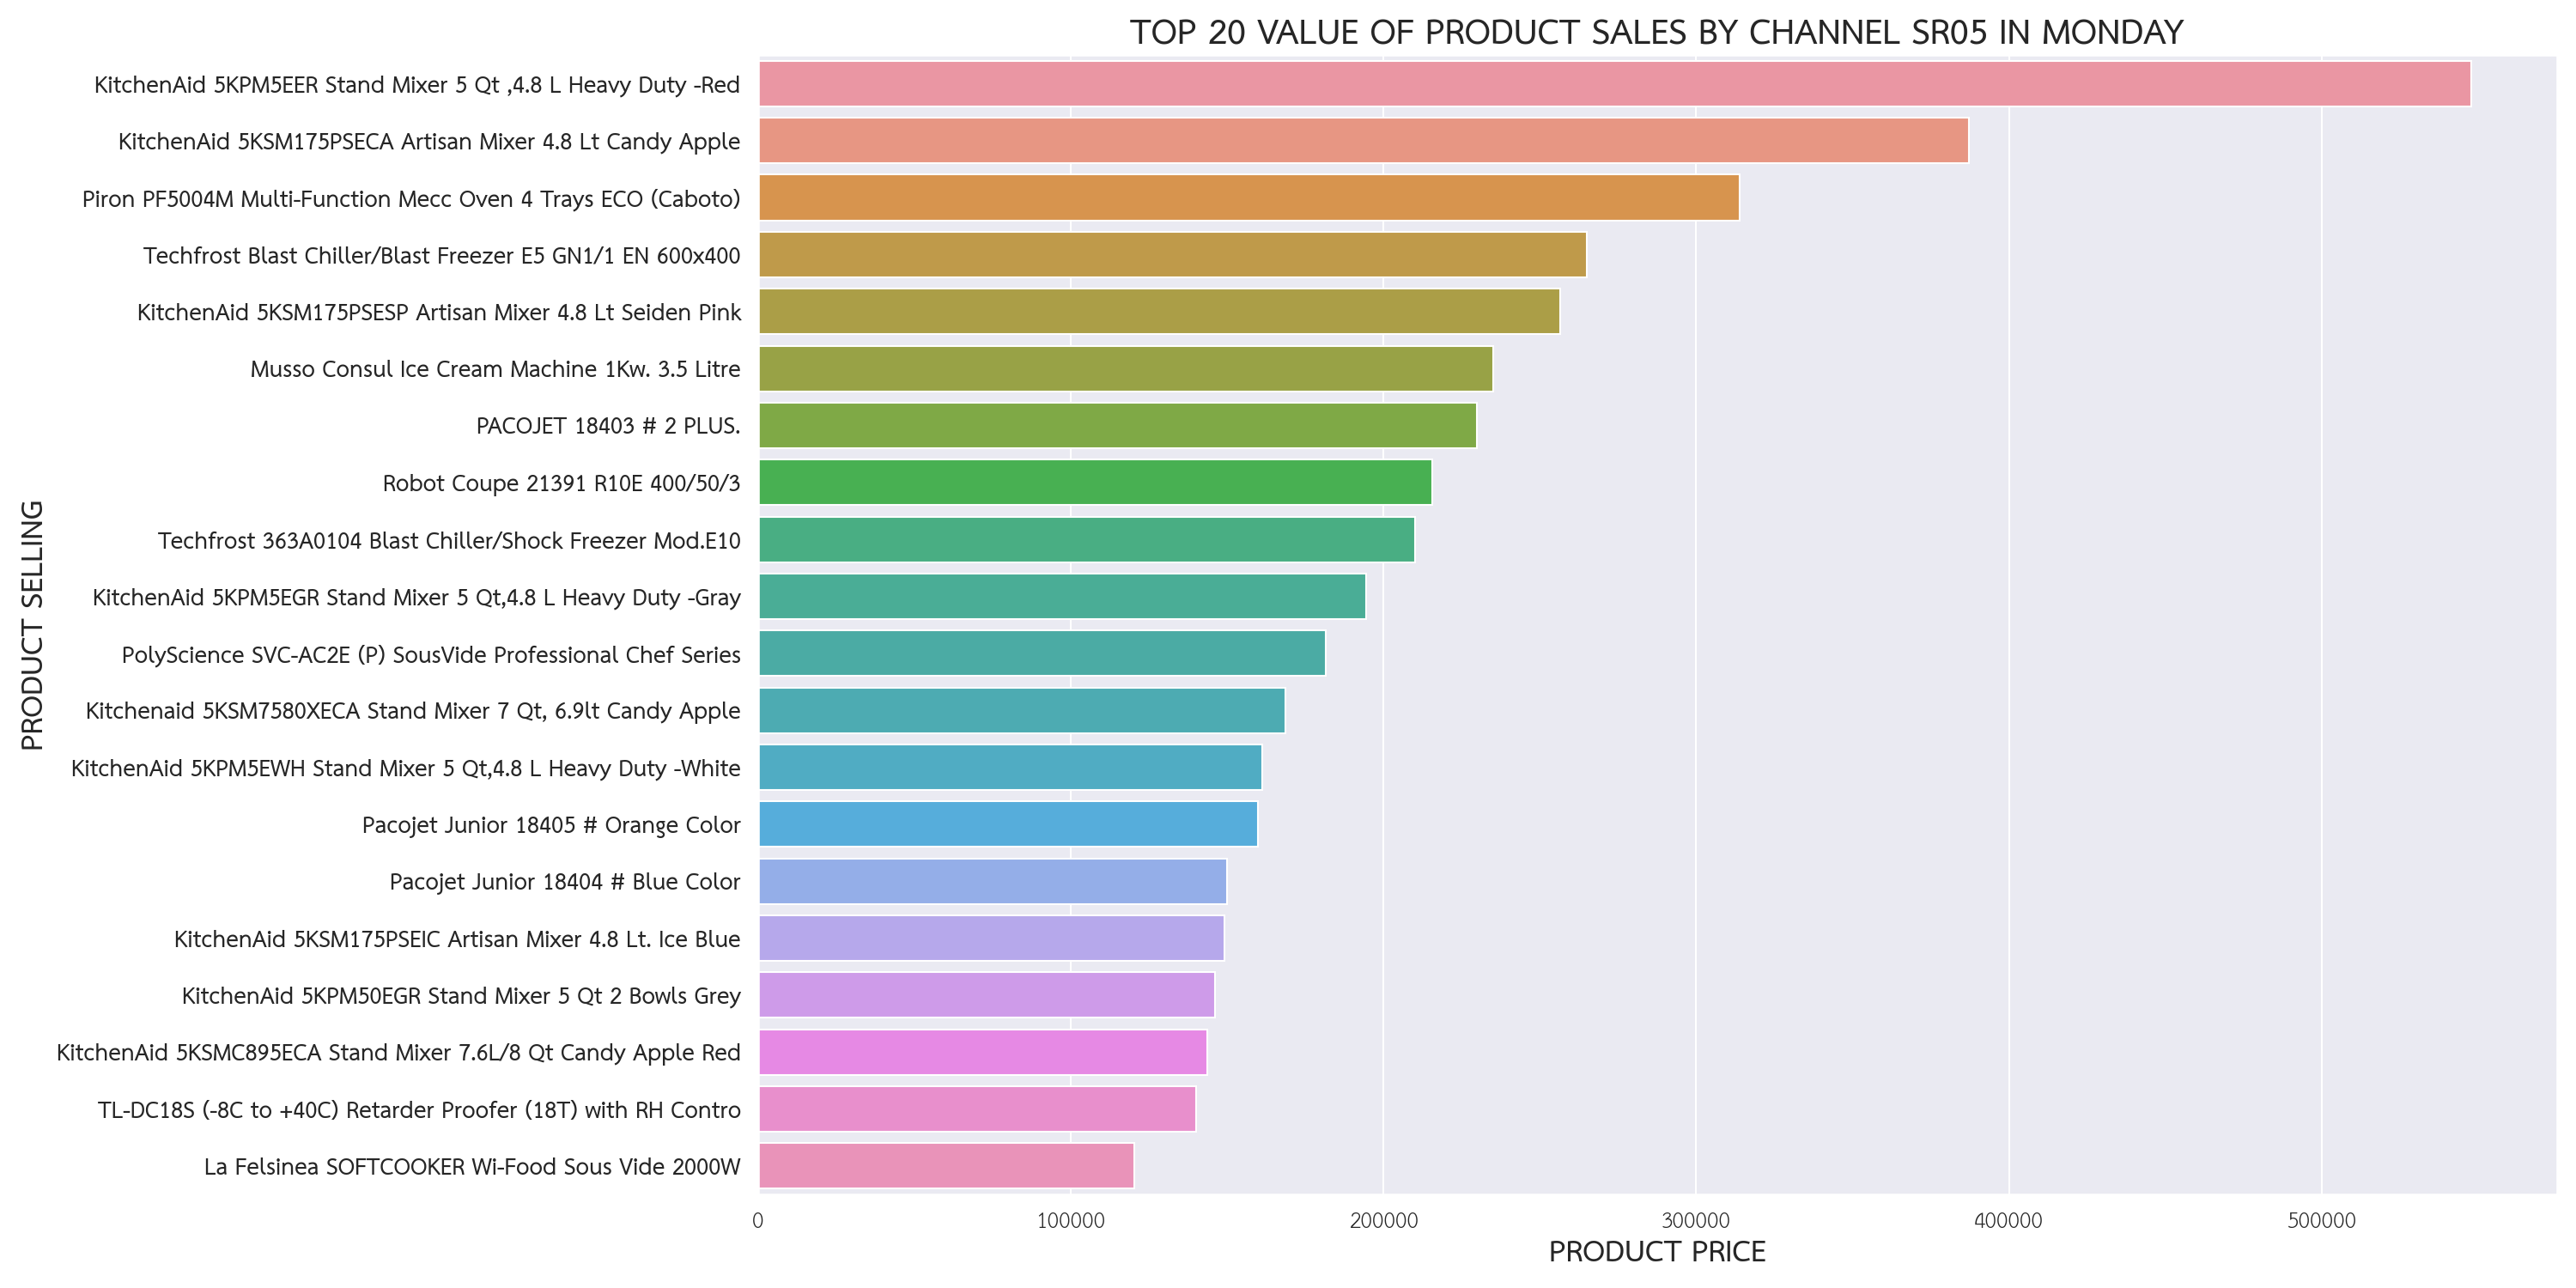 TOP 20 VALUE OF PRODUCT SALES BY CHANNEL SR05 IN MONDAY
PRODUCT SELLING
KitchenAid 5KPM5EER Stand Mixer 5 Qt ,4.8 L Heavy Duty -Red
KitchenAid 5KSM175PSECA Artisan Mixer 4.8 Lt Candy Apple
Piron PF5004M Multi-Function Mecc Oven 4 Trays ECO (Caboto)
Techfrost Blast Chiller/Blast Freezer E5 GN1/1 EN 600x400
KitchenAid 5KSM175PSESP Artisan Mixer 4.8 Lt Seiden Pink
Musso Consul Ice Cream Machine 1Kw. 3.5 Litre
PACOJET 18403 # 2 PLUS.
Robot Coupe 21391 R10E 400/50/3
Techfrost 363A0104 Blast Chiller/Shock Freezer Mod.E10
KitchenAid 5KPM5EGR Stand Mixer 5 Qt,4.8 L Heavy Duty -Gray
PolyScience SVC-AC2E (P) SousVide Professional Chef Series
Kitchenaid 5KSM7580XECA Stand Mixer 7 Qt, 6.9lt Candy Apple
KitchenAid 5KPM5EWH Stand Mixer 5 Qt,4.8 L Heavy Duty -White
Pacojet Junior 18405 # Orange Color
Pacojet Junior 18404 # Blue Color
KitchenAid 5KSM175PSEIC Artisan Mixer 4.8 Lt. Ice Blue
KitchenAid 5KPM50EGR Stand Mixer 5 Qt 2 Bowls Grey
KitchenAid 5KSMC895ECA Stand Mixer 7.6L/8 Qt Candy Apple Red
TL-DC18S (-8C to +40C) Retarder Proofer (18T) with RH Contro
La Felsinea SOFTCOOKER Wi-Food Sous Vide 2000W
0 100000 200000 300000 400000 500000
PRODUCT PRICE